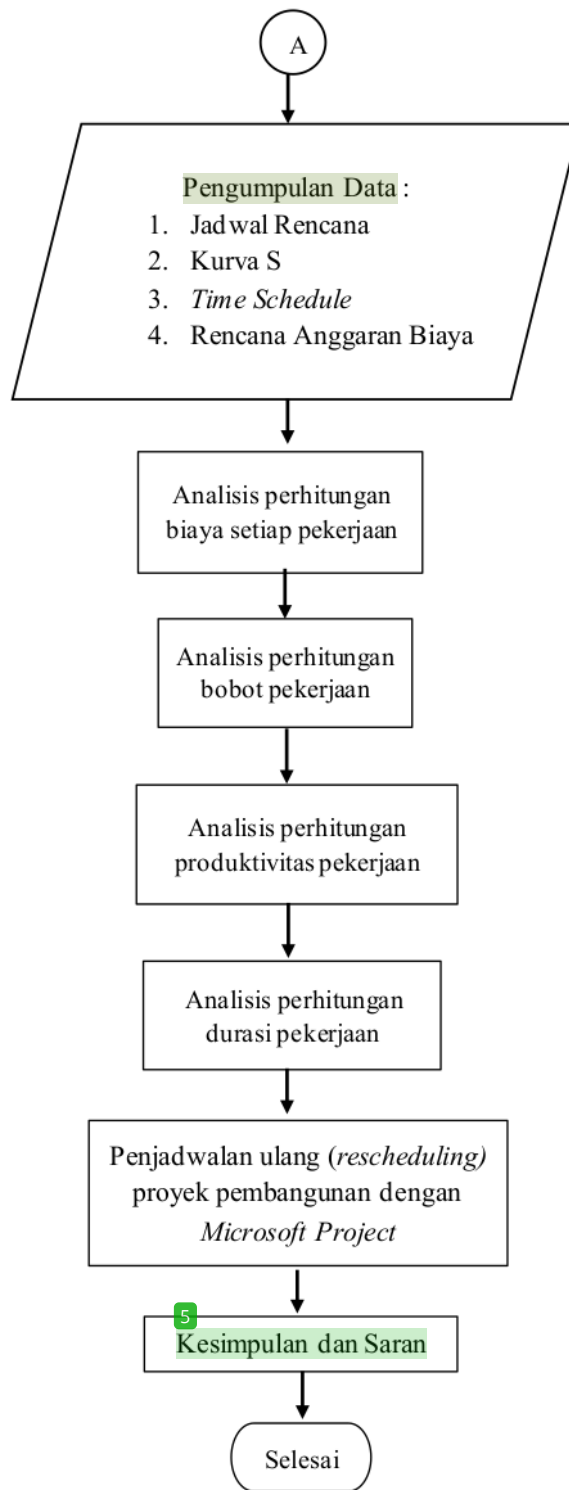 A
Pengumpulan Data :
1. Jadwal Rencana
2. Kurva S
3. Time Schedule
4. Rencana Anggaran Biaya
Analisis perhitungan
biaya setiap pekerjaan
Analisis perhitungan
bobot pekerjaan
Analisis perhitungan
produktivitas pekerjaan
Analisis perhitungan
durasi pekerjaan
Penjadwalan ulang (rescheduling)
proyek pembangunan dengan
Microsoft Project
5
Kesimpulan dan Saran
Selesai